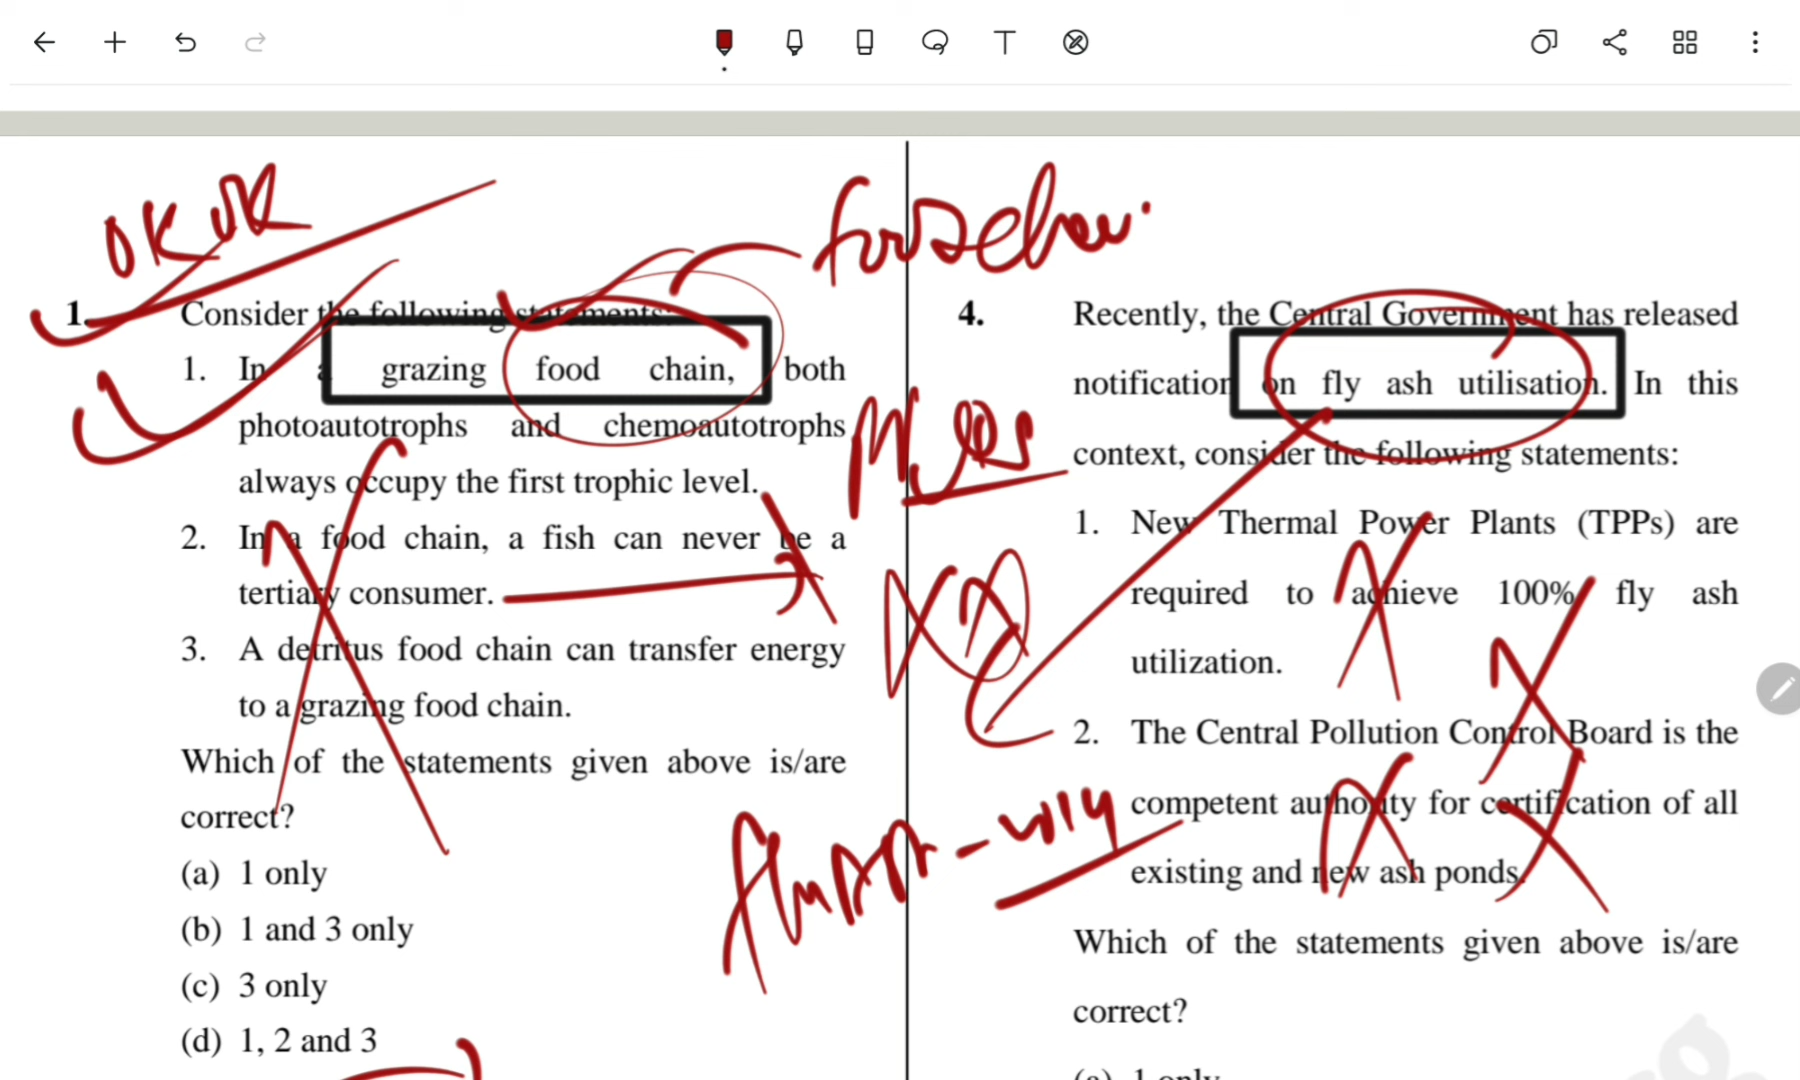 OK OK
1. Consider the following statements:
1. In a grazing food chain, both
photoautotrophs and chemoautotrophs
always occupy the first trophic level.
2. In a food chain, a fish can never be a
tertiary consumer.
3. A detritus food chain can transfer energy
to a grazing food chain.
Which of the statements given above is/are
correct?
(a) 1 only
(b) 1 and 3 only
(c) 3 only
(d) 1, 2 and 3
4. Recently, the Central Government has released
notification on fly ash utilisation. In this
context, consider the following statements:
1. New Thermal Power Plants (TPPs) are
required to achieve 100% fly ash
utilization.
2. The Central Pollution Control Board is the
competent authority for certification of all
existing and new ash ponds.
Which of the statements given above is/are
correct?
(a) 1 only